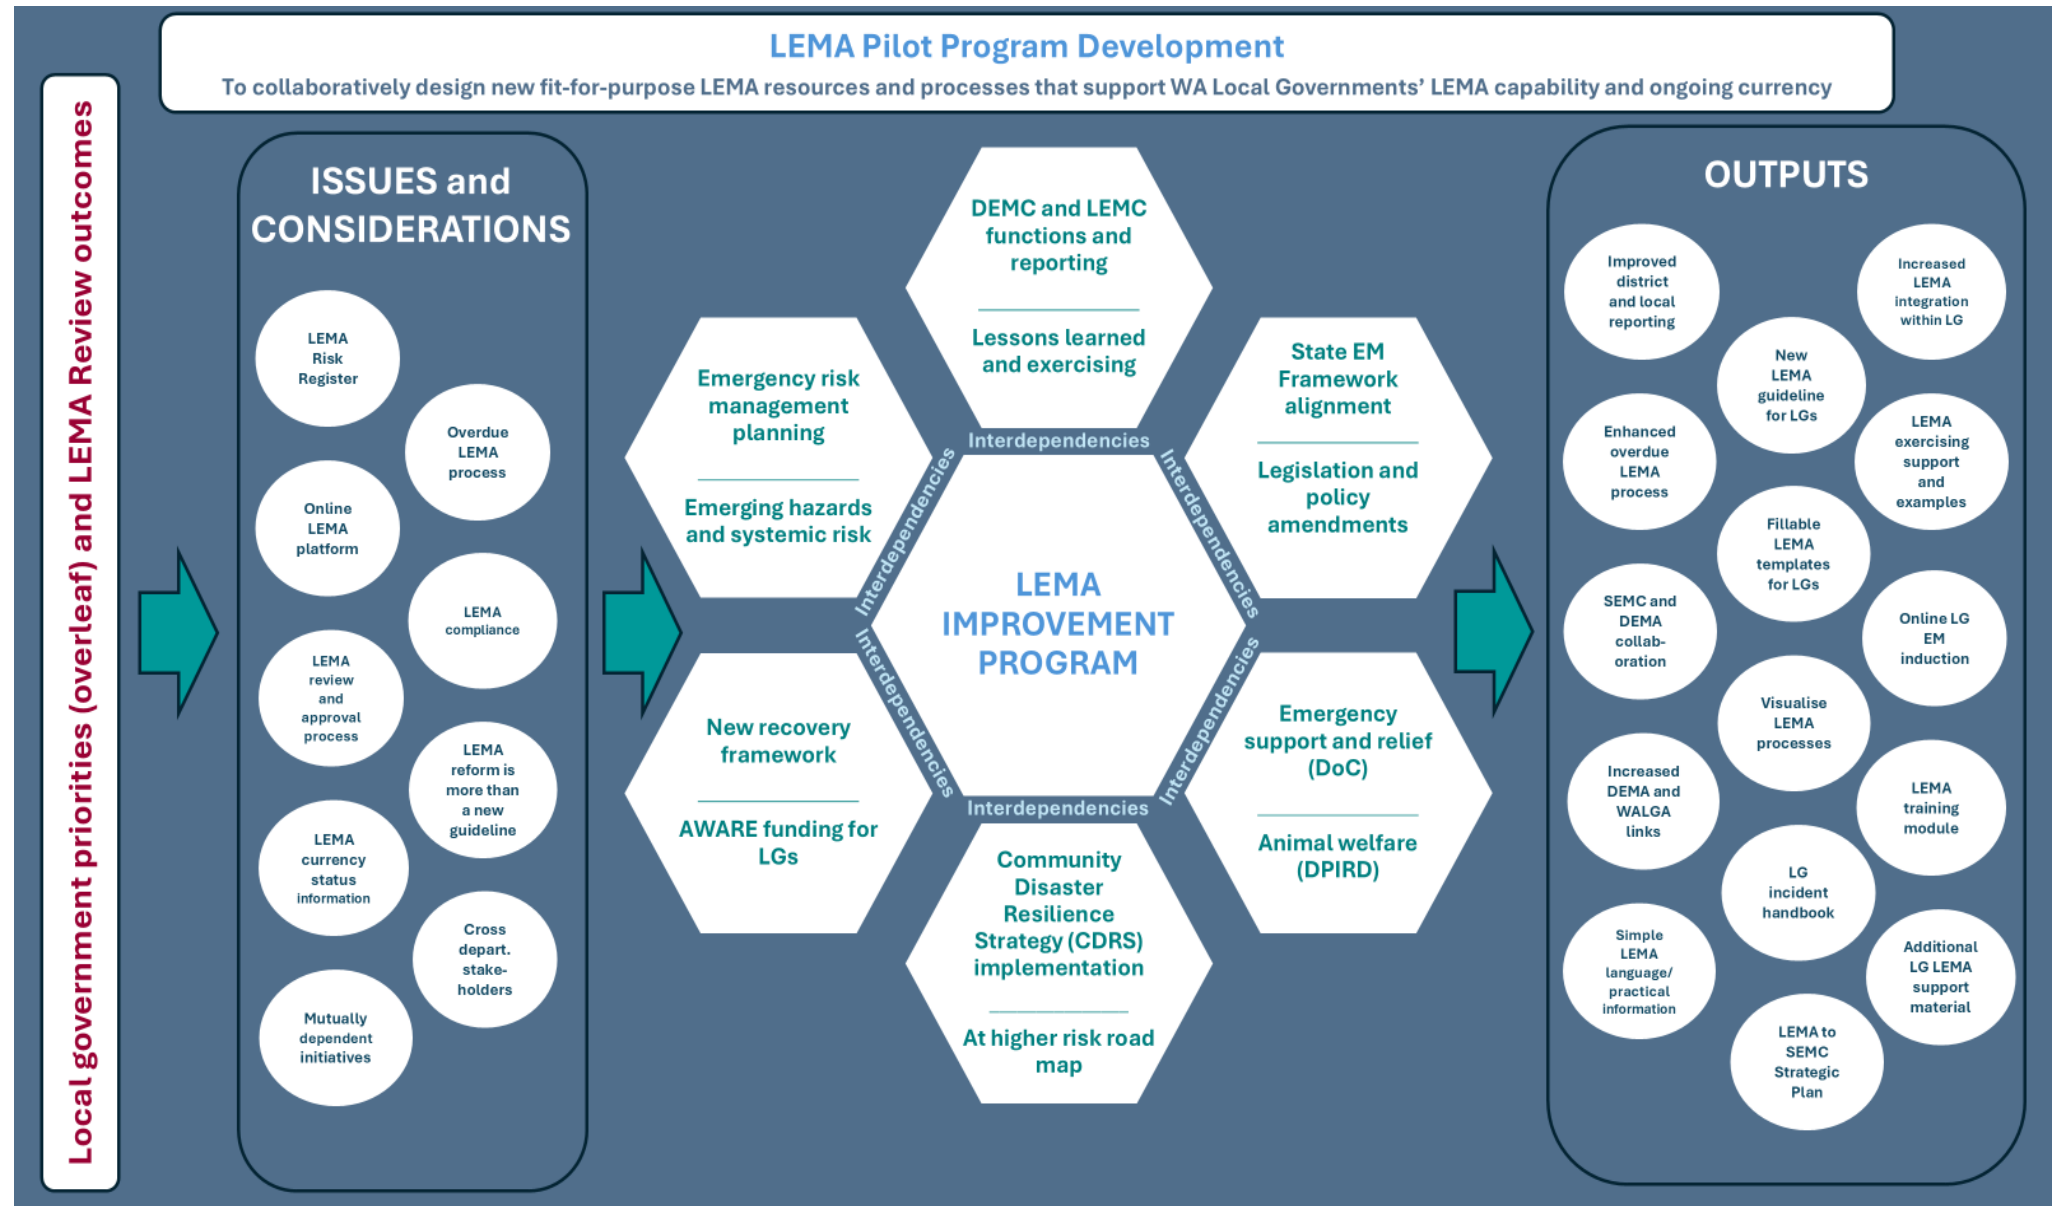 LEMA Pilot Program Development
To collaboratively design new fit-for-purpose LEMA resources and processes that support WA Local Governments’ LEMA capability and ongoing currency
Local government priorities (overleaf) and LEMA Review outcomes
ISSUES and
CONSIDERATIONS
LEMA
Risk
Register
Overdue
LEMA
process
Online
LEMA
platform
LEMA
compliance
LEMA
review
and
approval
process
LEMA
reform is
more than
a new
guideline
LEMA
currency
status
information
Cross
depart.
stake-
holders
Mutually
dependent
initiatives
DEMC and LEMC
functions and
reporting
Lessons learned
and exercising
Emergency risk
management
planning
Emerging hazards
and systemic risk
State EM
Framework
alignment
Legislation and
policy
amendments
Interdependencies
Interdependencies
Interdependencies
LEMA
IMPROVEMENT
PROGRAM
Interdependencies
Interdependencies
Interdependencies
New recovery
framework
AWARE funding for
LGs
Emergency
support and relief
(DoC)
Animal welfare
(DPIRD)
Community
Disaster
Resilience
Strategy (CDRS)
implementation
At higher risk road
map
OUTPUTS
Improved
district
and local
reporting
Increased
LEMA
integration
within LG
New
LEMA
guideline
for LGs
Enhanced
overdue
LEMA
process
LEMA
exercising
support
and
examples
Fillable
LEMA
templates
for LGs
SEMC and
DEMA
collab-
oration
Online LG
EM
induction
Visualise
LEMA
processes
Increased
DEMA and
WALGA
links
LEMA
training
module
LG
incident
handbook
Simple
LEMA
language/
practical
information
Additional
LG LEMA
support
material
LEMA to
SEMC
Strategic
Plan